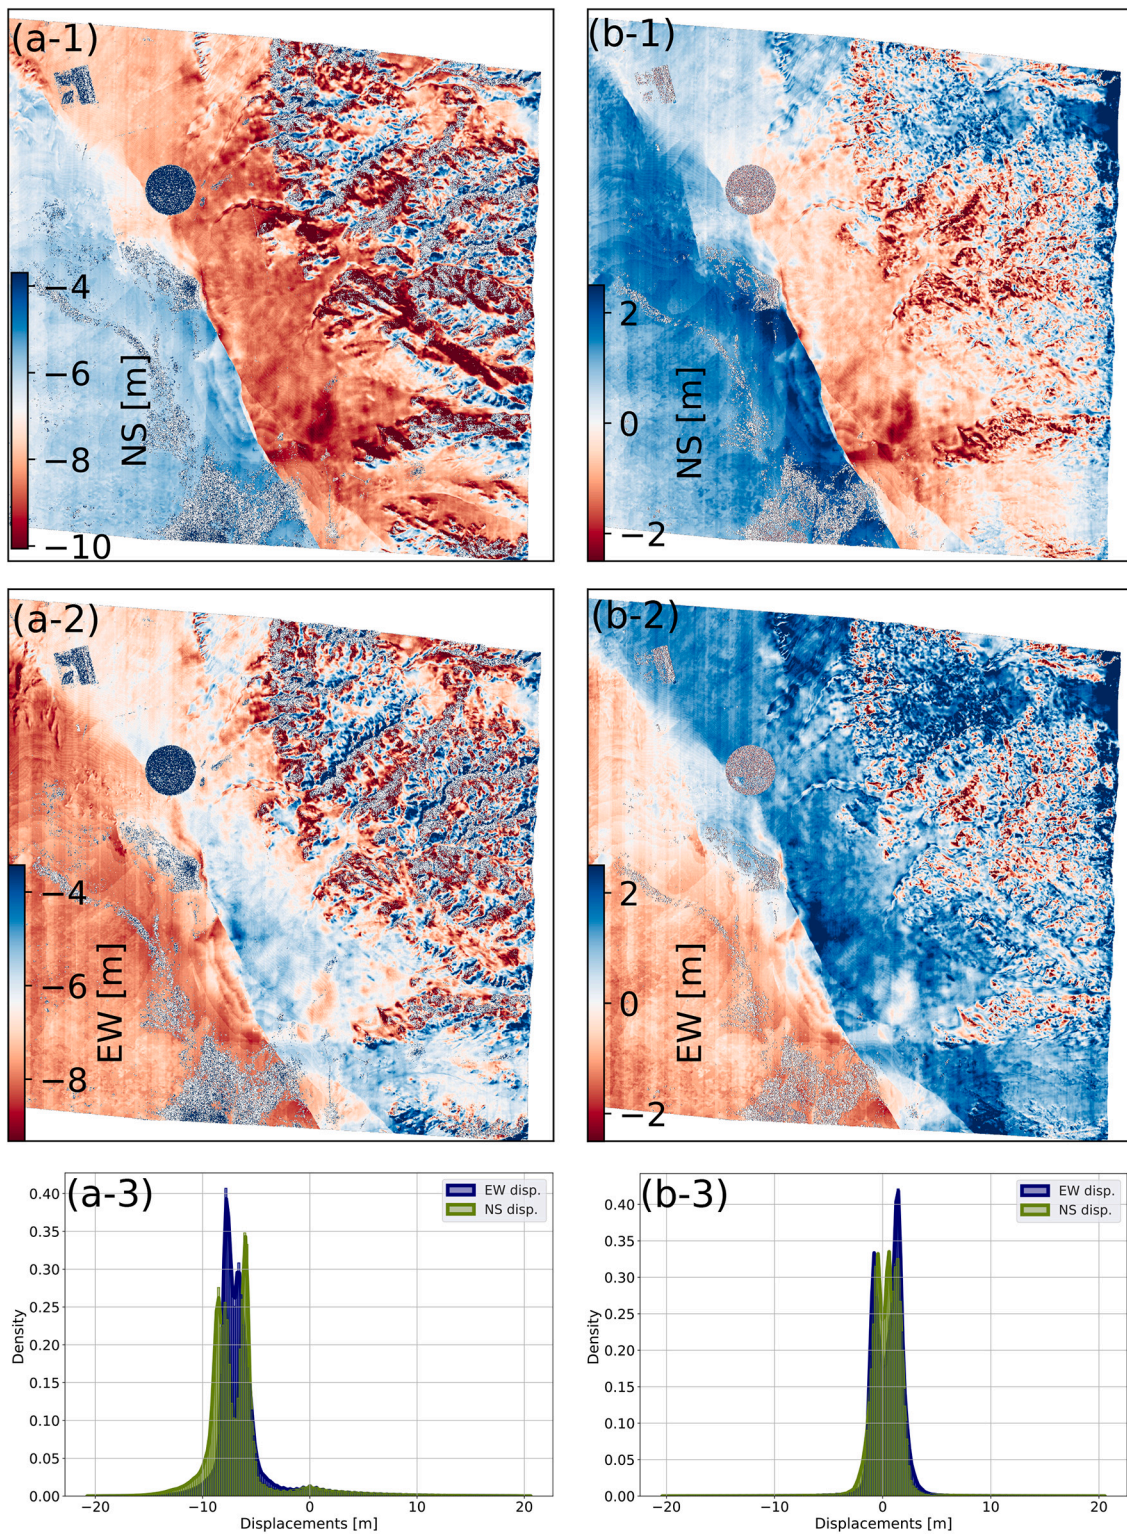 (a-1)
−4
−6
−8
−10
NS [m]
(b-1)
2
0
−2
NS [m]
(a-2)
−4
−6
−8
EW [m]
(b-2)
2
0
−2
EW [m]
(a-3)
EW disp.
NS disp.
0.40
0.35
0.30
0.25
0.20
0.15
0.10
0.05
0.00
Density
−20
−10
0
10
20
Displacements [m]
(b-3)
EW disp.
NS disp.
0.40
0.35
0.30
0.25
0.20
0.15
0.10
0.05
0.00
Density
−20
−10
0
10
20
Displacements [m]